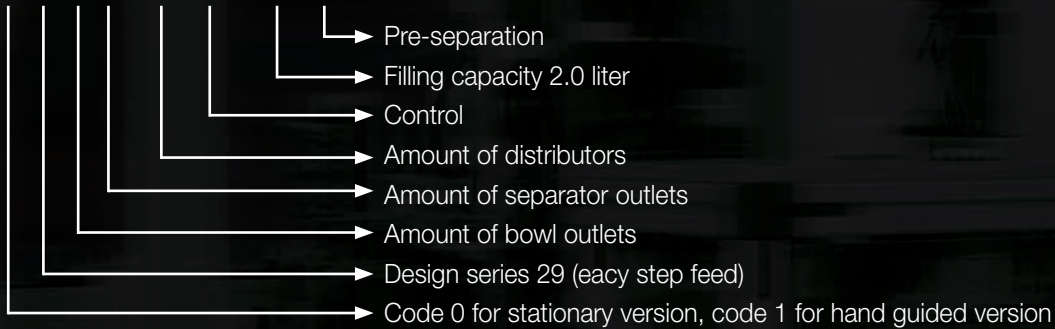 Pre-separation
Filling capacity 2.0 liter
Control
Amount of distributors
Amount of separator outlets
Amount of bowl outlets
Design series 29 (eacy step feed)
Code 0 for stationary version, code 1 for hand guided version